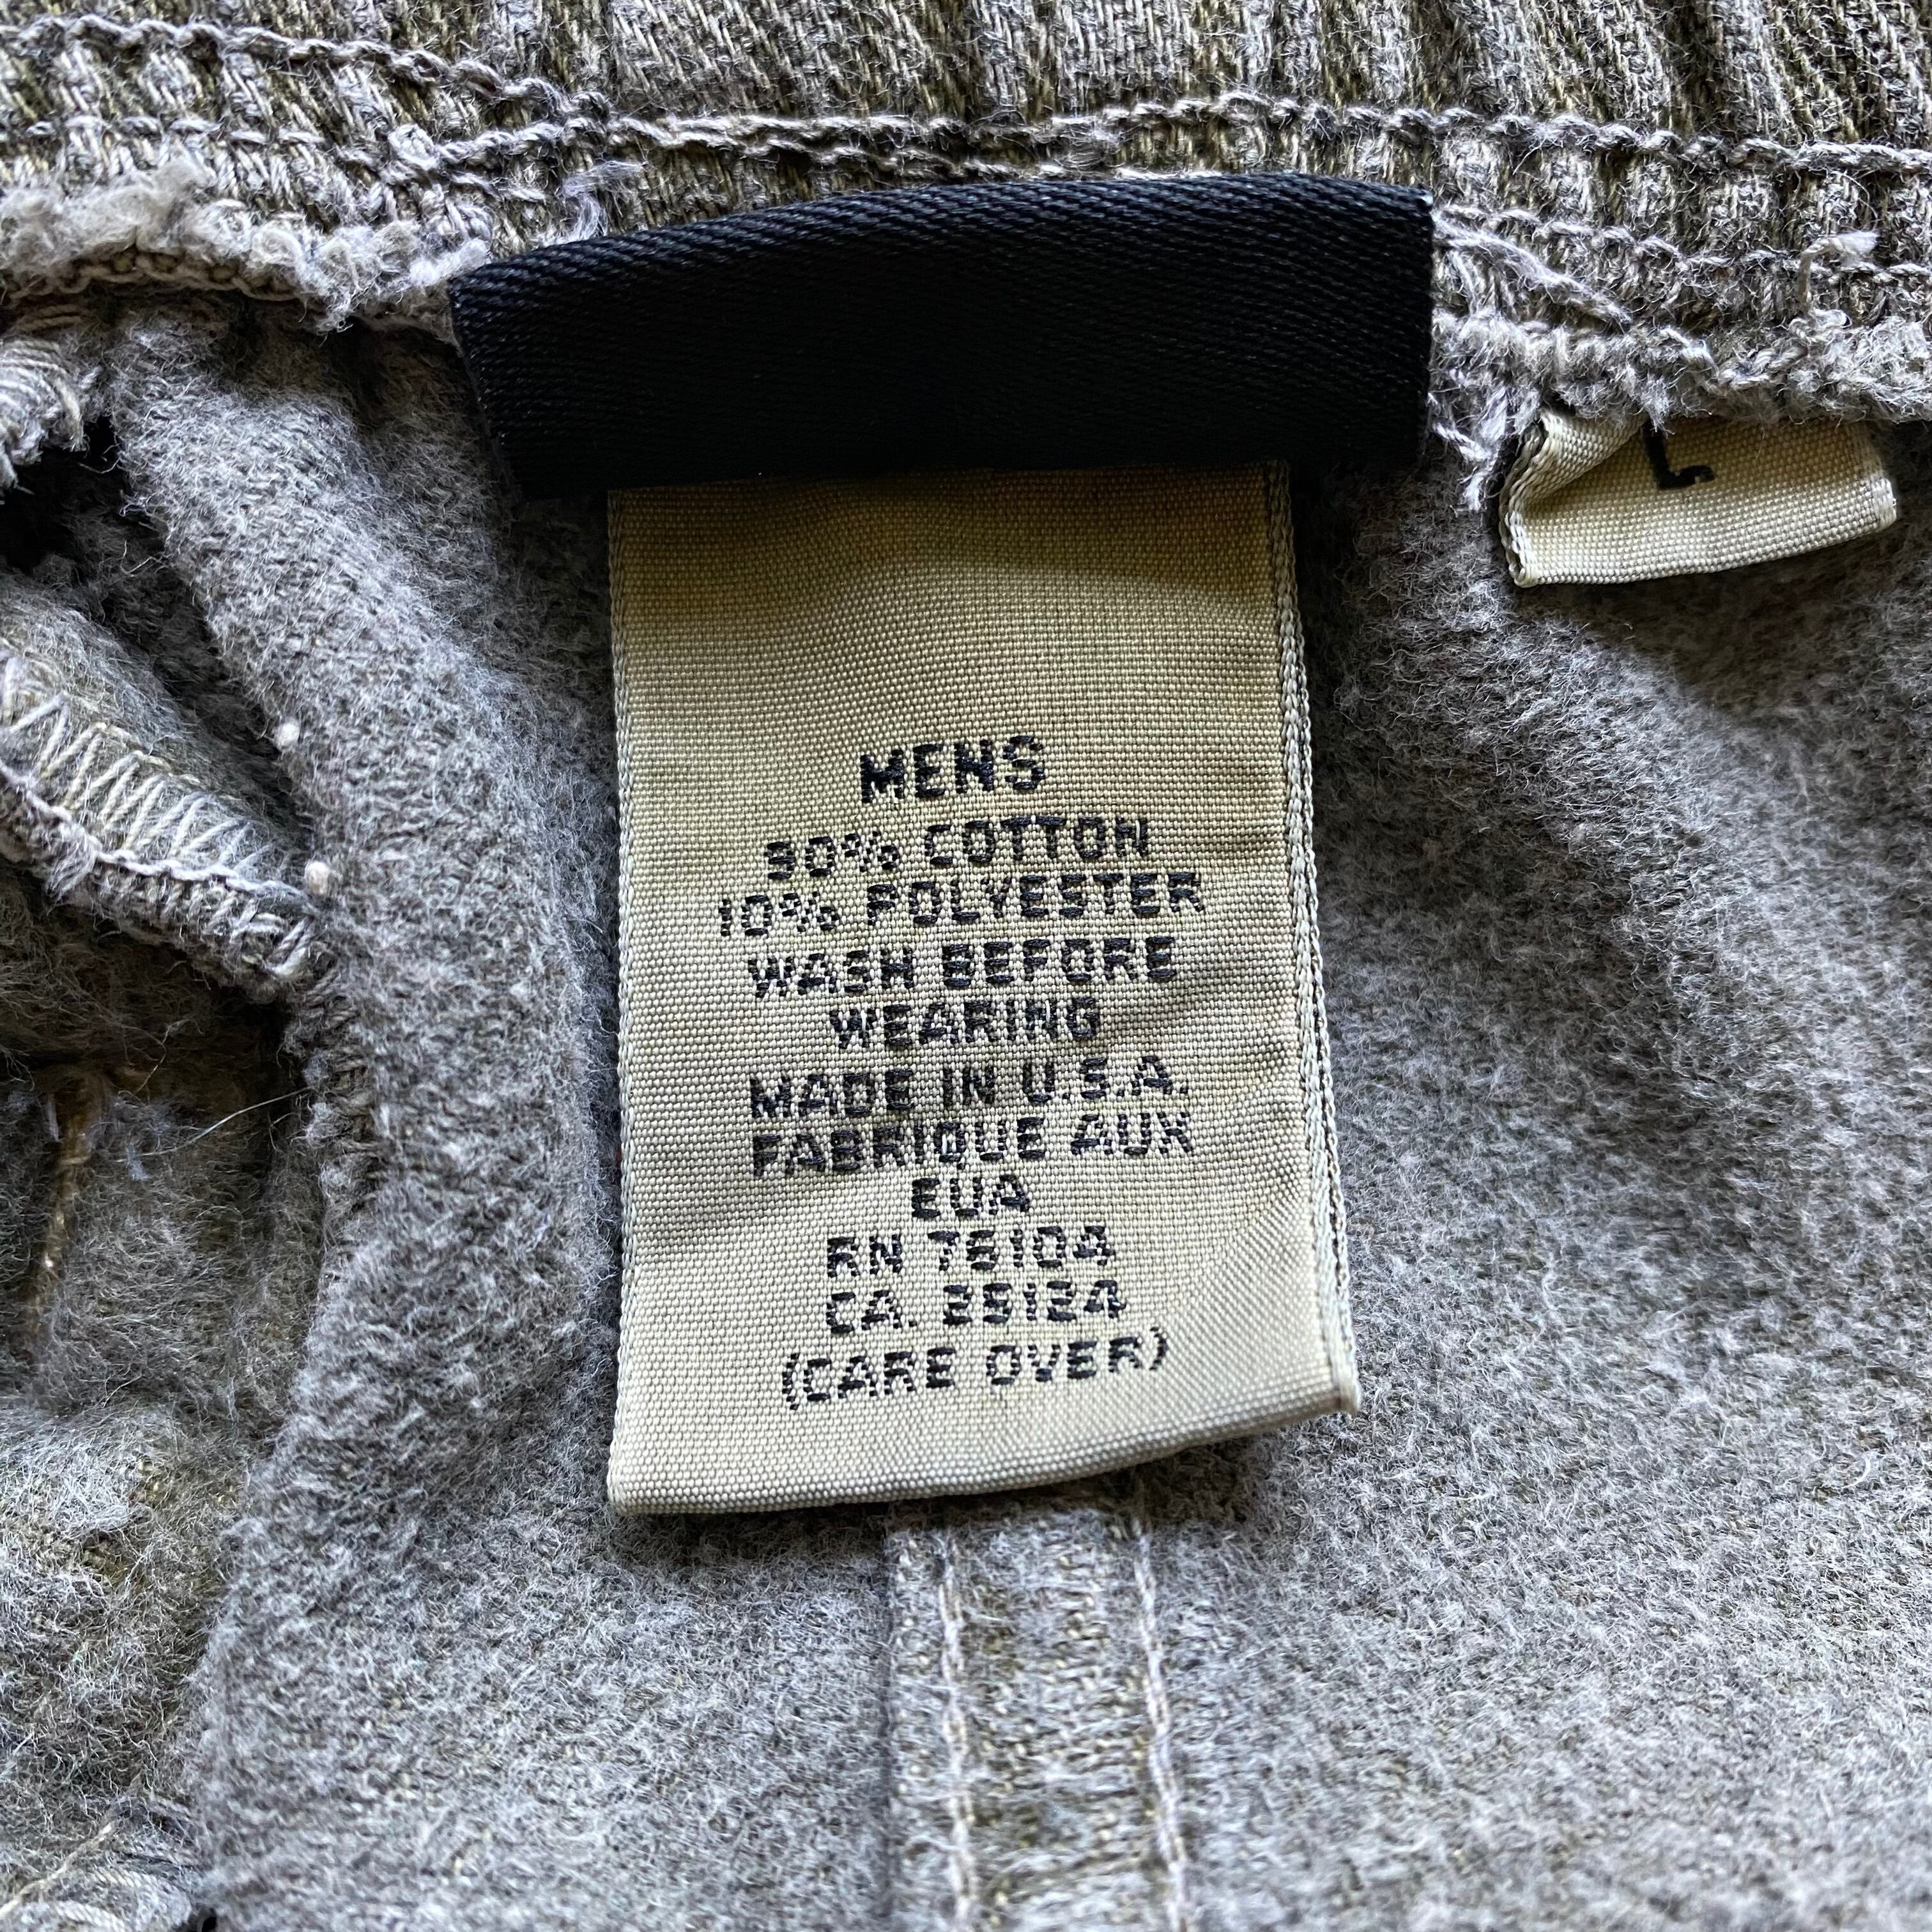 L
MENS
90% COTTON
10% POLYESTER
WASH BEFORE
WEARING
MADE IN U.S.A.
FABRIQUE AUX
EUA
RN 76104
CA. 25124
(CARE OVER)